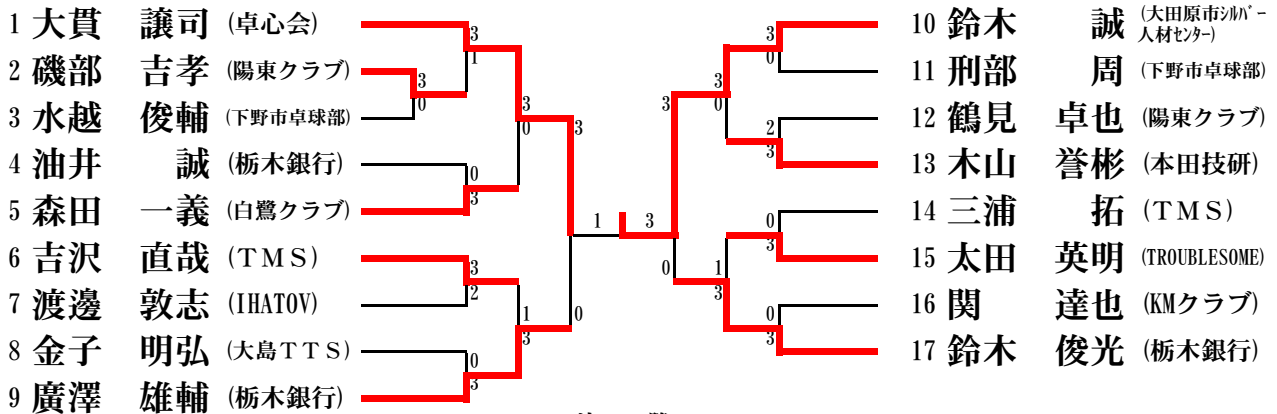 1 大貫 譲司 (卓心会)
2 磯部 吉孝 (陽東クラブ)
3 水越 俊輔 (下野市卓球部)
4 油井 誠 (栃木銀行)
5 森田 一義 (白鷺クラブ)
6 吉沢 直哉 (TMS)
7 渡邊 敦志 (IHATOV)
8 金子 明弘 (大島TTS)
9 廣澤 雄輔 (栃木銀行)
3
1
3
0
3
0
0
3
3
3
2
1
3
0
0
3
1
3
3
0
3
0
3
0
2
3
0
3
1
3
0
3
10 鈴木 誠 (大田原市シルバー
人材センター)
11 刑部 周 (下野市卓球部)
12 鶴見 卓也 (陽東クラブ)
13 木山 誉彬 (本田技研)
14 三浦 拓 (TMS)
15 太田 英明 (TROUBLESOME)
16 関 達也 (KMクラブ)
17 鈴木 俊光 (栃木銀行)